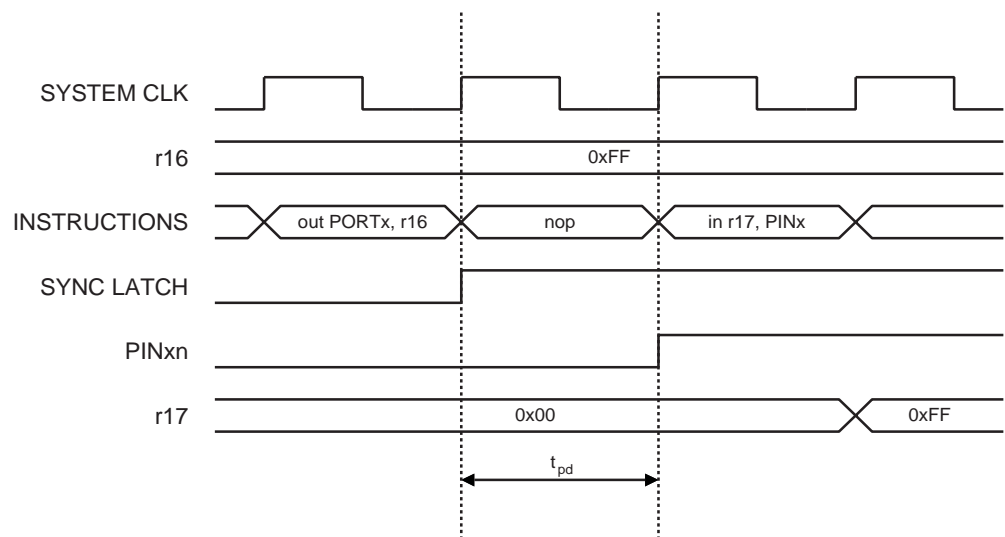 SYSTEM CLK
r16
0xFF
INSTRUCTIONS
out PORTx, r16
nop
in r17, PINx
SYNC LATCH
PINxn
r17
0x00
0xFF
tpd